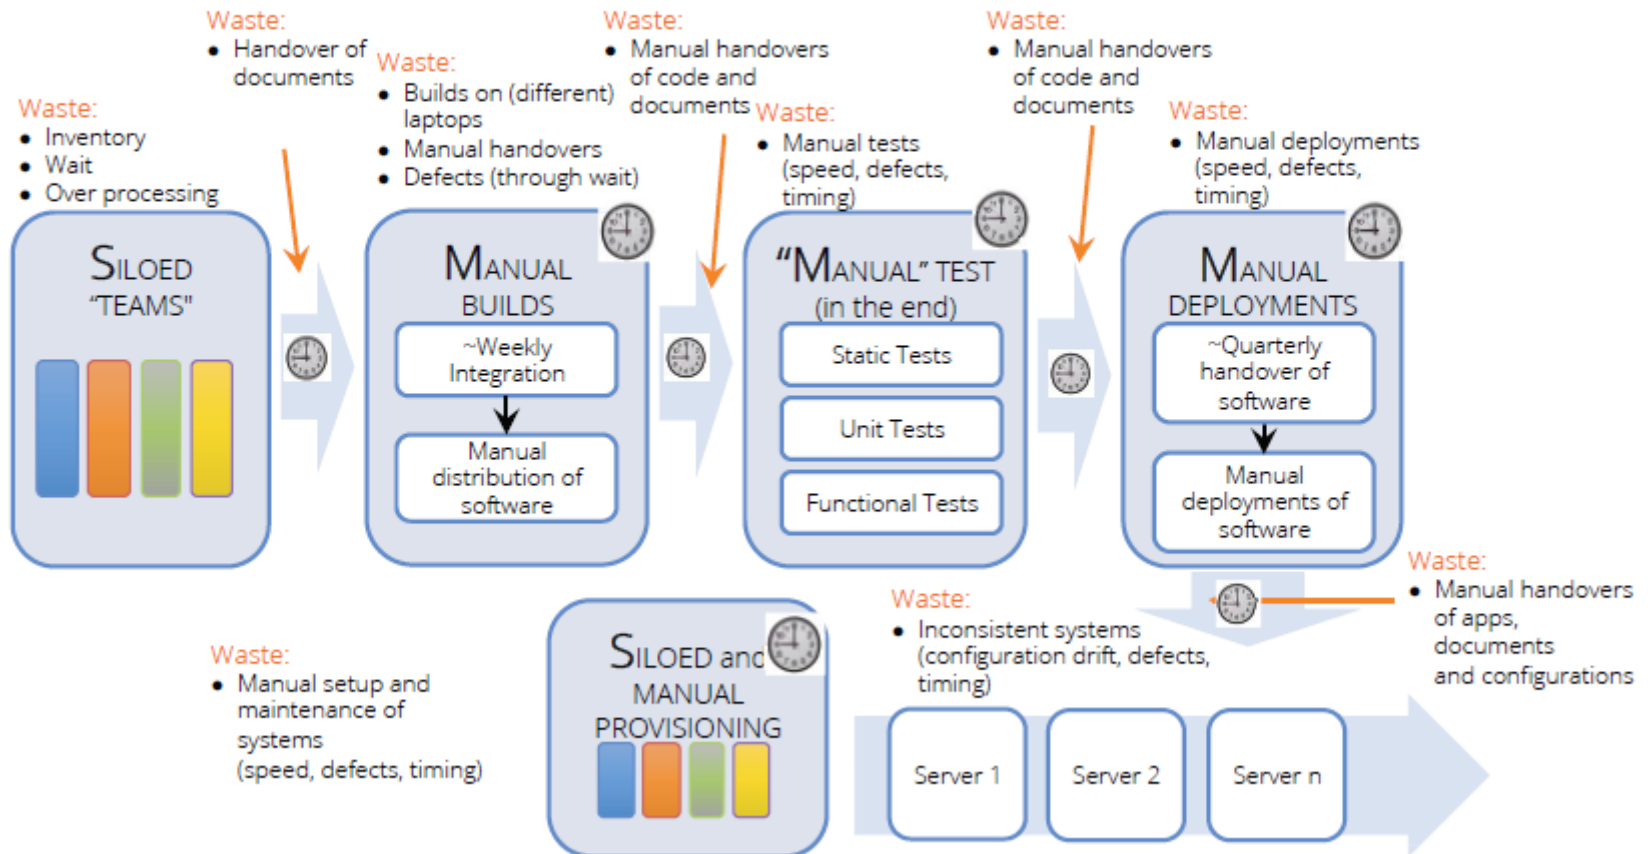 Waste:
● Handover of
documents
Waste:
● Manual handovers
of code and
documents
Waste:
● Manual handovers
of code and
documents
Waste:
● Inventory
● Wait
● Over processing
Waste:
● Builds on (different)
laptops
● Manual handovers
● Defects (through wait)
Waste:
● Manual tests
(speed, defects,
timing)
Waste:
● Manual deployments
(speed, defects,
timing)
SILOED
“TEAMS"
MANUAL
BUILDS
~Weekly
Integration
Manual
distribution of
software
“MANUAL” TEST
(in the end)
Static Tests
Unit Tests
Functional Tests
MANUAL
DEPLOYMENTS
~Quarterly
handover of
software
Manual
deployments of
software
Waste:
● Manual handovers
of apps,
documents
and configurations
Waste:
● Manual setup and
maintenance of
systems
(speed, defects, timing)
SILOED and
MANUAL
PROVISIONING
Waste:
● Inconsistent systems
(configuration drift, defects,
timing)
Server 1
Server 2
Server n